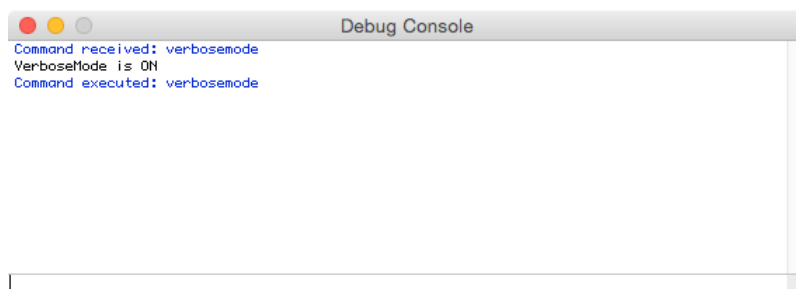 Debug Console
Command received: verbosemode
VerboseMode is ON
Command executed: verbosemode